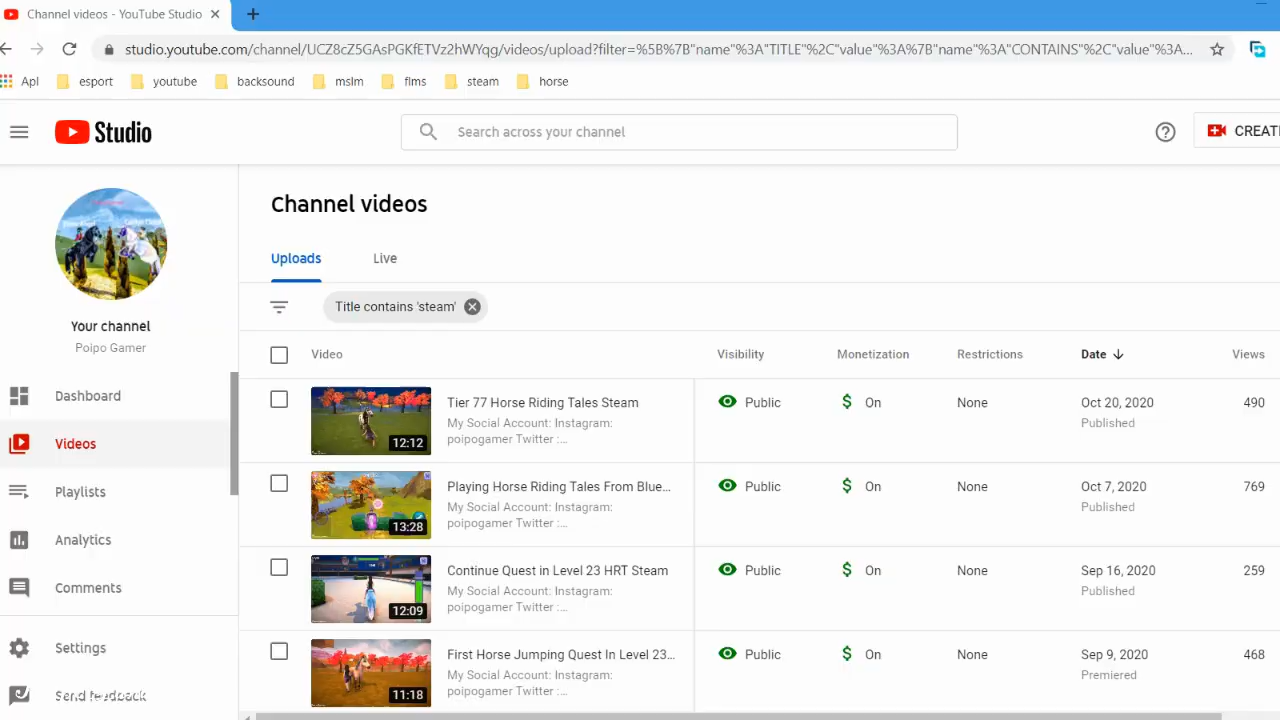 Channel videos - YouTube Studio
studio.youtube.com/channel/UCZ8cZ5GAsPGKfETVz2hWYqg/videos/upload?filter=%5B%7B"name"%3A"TITLE"%2C"value"%3A%7B"name"%3A"CONTAINS"%2C"value"%3A...
Apl esport youtube backsound mslm flms steam horse
Studio
Search across your channel
CREAT
Channel videos
Uploads Live
Title contains 'steam'
Your channel
Poipo Gamer
Dashboard
Videos
Playlists
Analytics
Comments
Settings
Send feedback
Video Visibility Monetization Restrictions Date Views
12:12
Tier 77 Horse Riding Tales Steam Public $ On None Oct 20, 2020 490
My Social Account: Instagram: Published
poipogamer Twitter :...
13:28
Playing Horse Riding Tales From Blue... Public $ On None Oct 7, 2020 769
My Social Account: Instagram: Published
poipogamer Twitter :...
12:09
Continue Quest in Level 23 HRT Steam Public $ On None Sep 16, 2020 259
My Social Account: Instagram: Published
poipogamer Twitter :...
11:18
First Horse Jumping Quest In Level 23... Public $ On None Sep 9, 2020 468
My Social Account: Instagram: Premiered
poipogamer Twitter :...